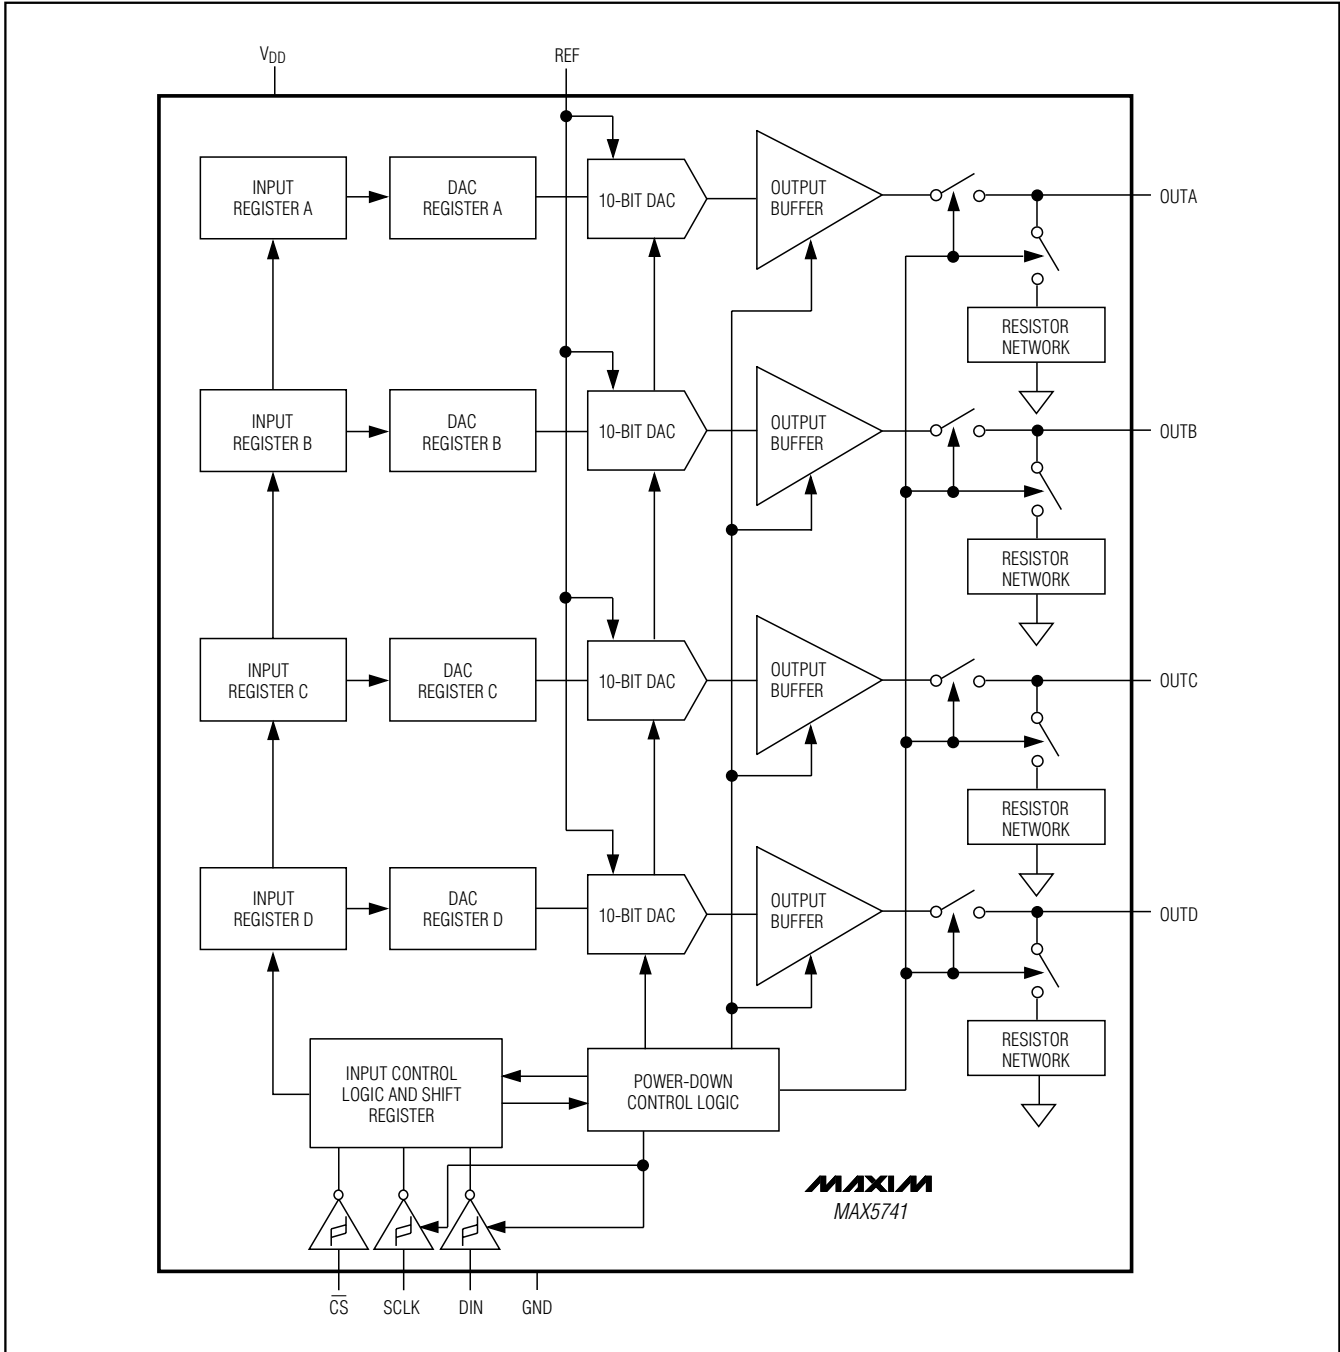 VDD
REF
INPUT
REGISTER A
DAC
REGISTER A
10-BIT DAC
OUTPUT
BUFFER
OUTA
RESISTOR
NETWORK
INPUT
REGISTER B
DAC
REGISTER B
10-BIT DAC
OUTPUT
BUFFER
OUTB
RESISTOR
NETWORK
INPUT
REGISTER C
DAC
REGISTER C
10-BIT DAC
OUTPUT
BUFFER
OUTC
RESISTOR
NETWORK
INPUT
REGISTER D
DAC
REGISTER D
10-BIT DAC
OUTPUT
BUFFER
OUTD
RESISTOR
NETWORK
INPUT CONTROL
LOGIC AND SHIFT
REGISTER
POWER-DOWN
CONTROL LOGIC
MAXIM
MAX5741
CS
SCLK
DIN
GND